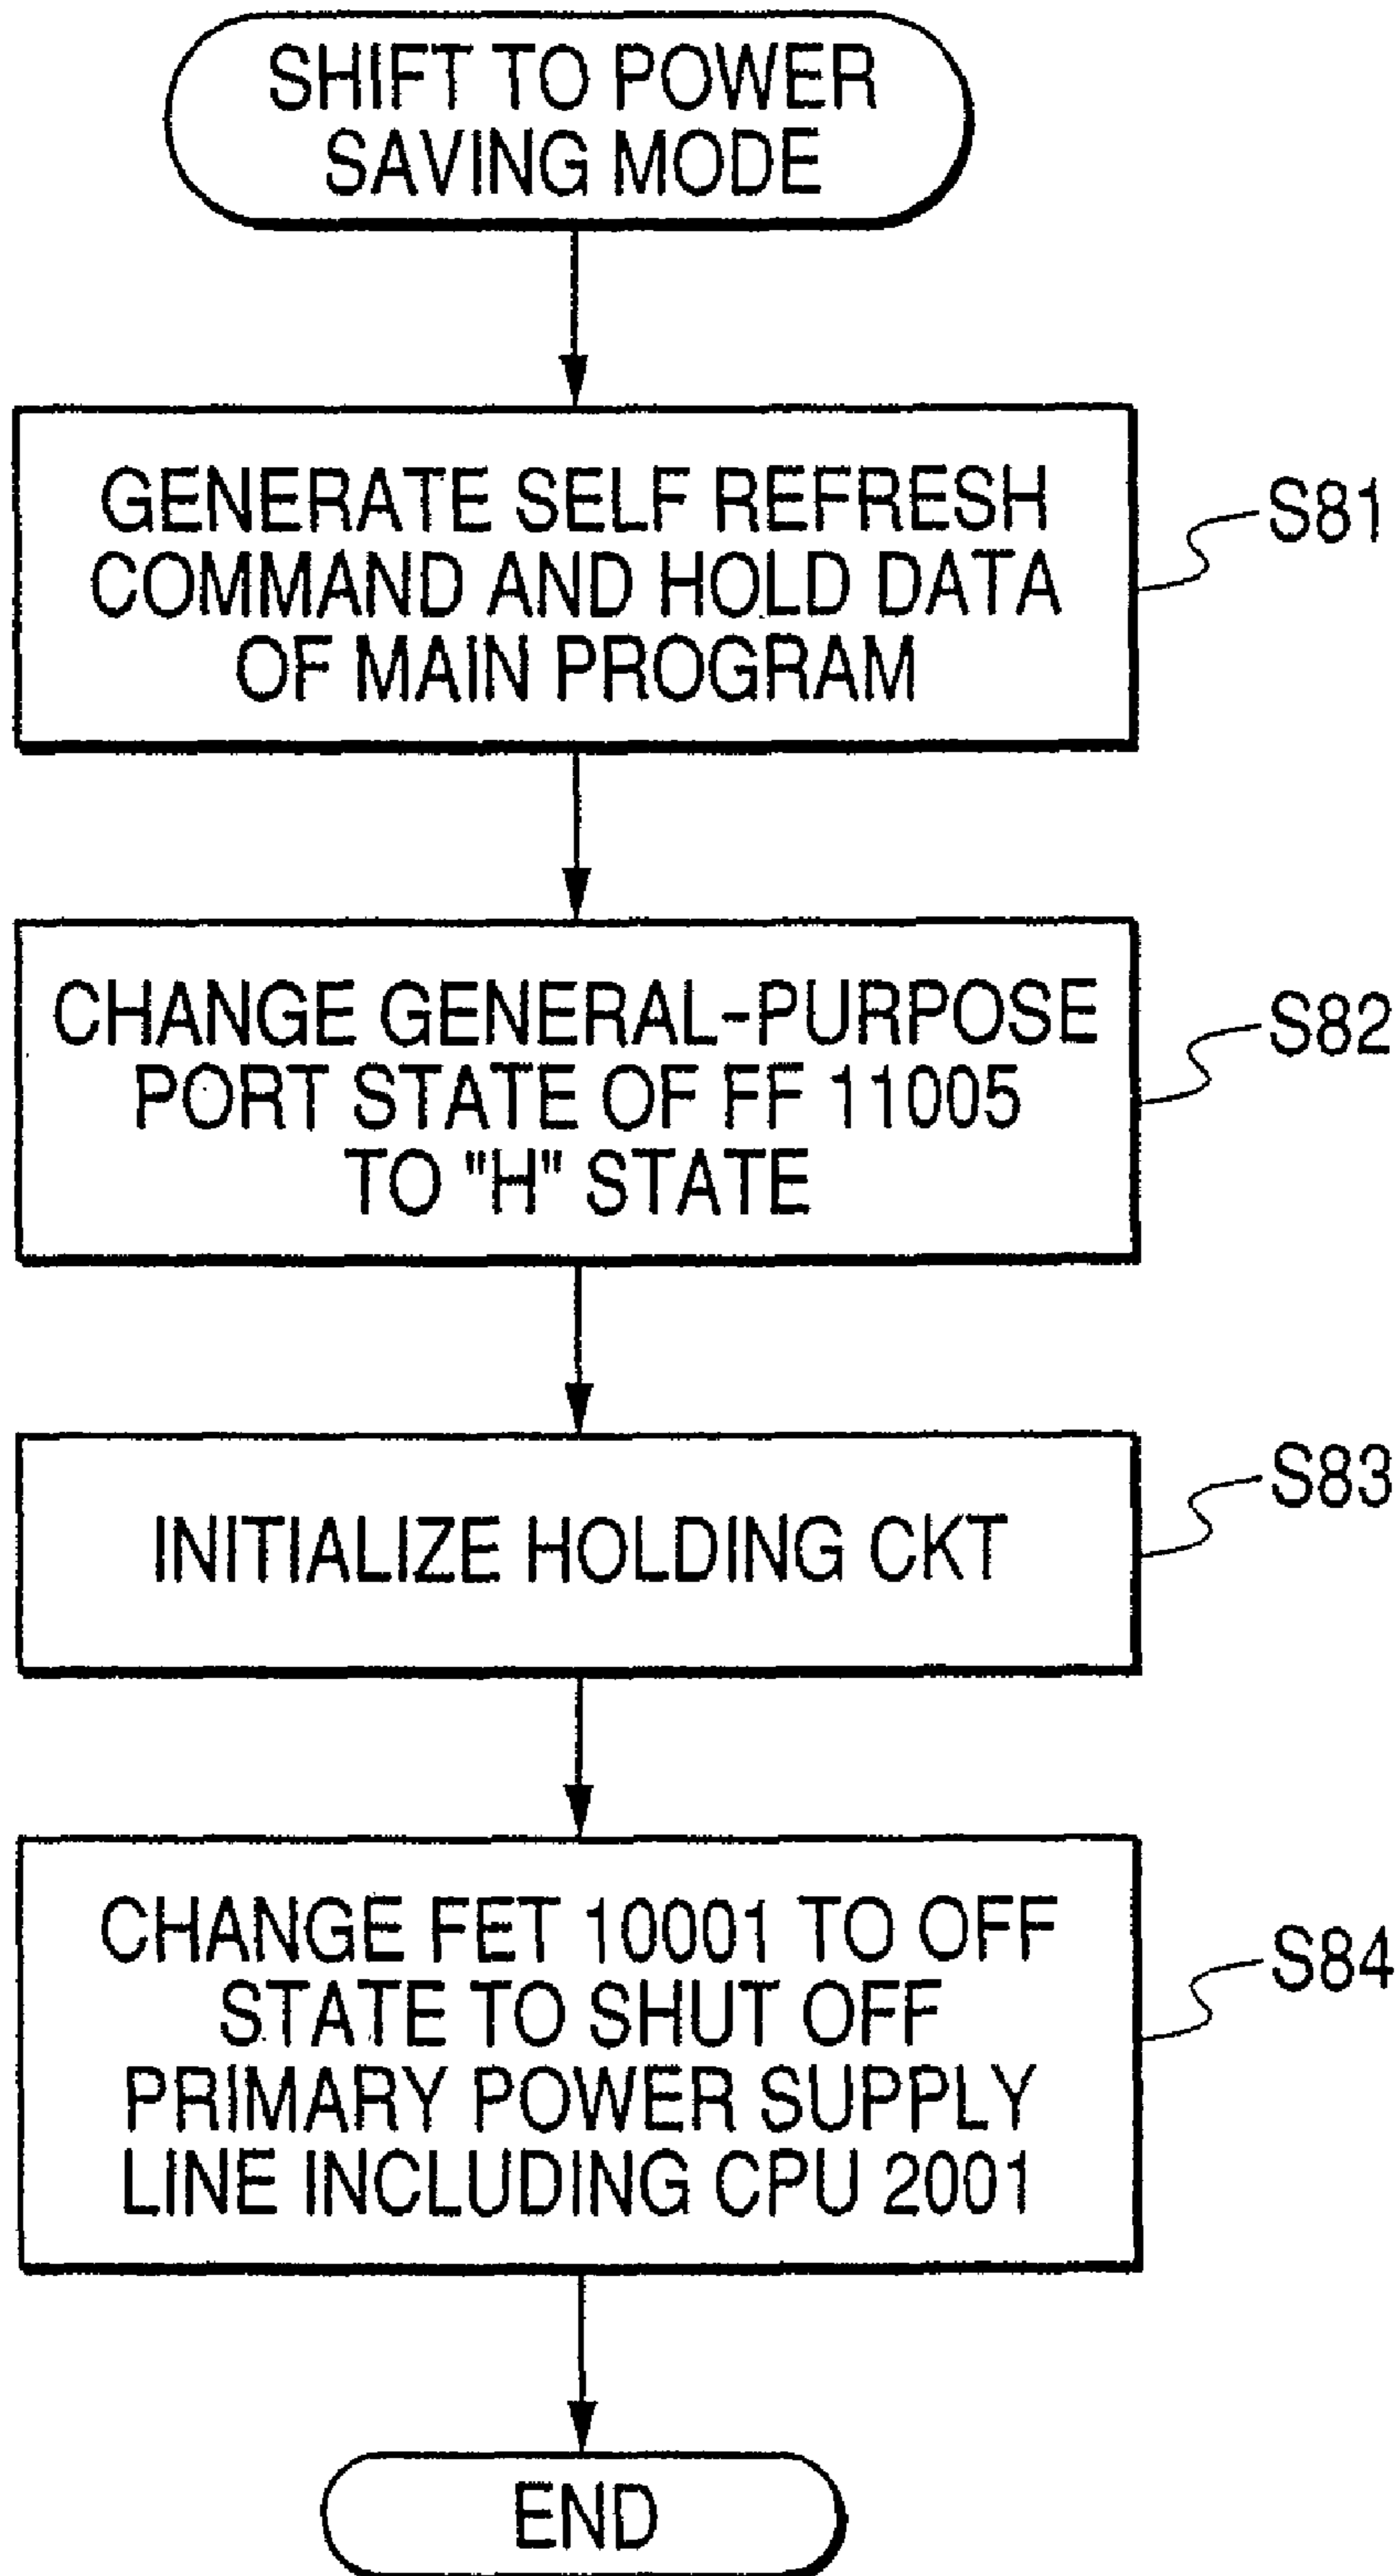 SHIFT TO POWER
SAVING MODE
GENERATE SELF REFRESH
COMMAND AND HOLD DATA
OF MAIN PROGRAM
S81
CHANGE GENERAL-PURPOSE
PORT STATE OF FF 11005
TO "H" STATE
S82
INITIALIZE HOLDING CKT
S83
CHANGE FET 10001 TO OFF
STATE TO SHUT OFF
PRIMARY POWER SUPPLY
LINE INCLUDING CPU 2001
S84
END